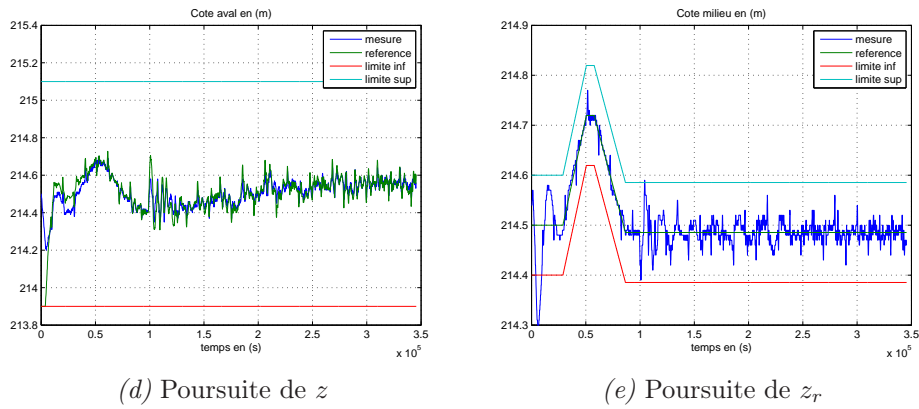 Cote aval en (m)
215.4
215.2
215
214.8
214.6
214.4
214.2
214
213.8
0
0.5
1
1.5
2
2.5
3
3.5
x 10^5
temps en (s)
mesure
reference
limite inf
limite sup
(d) Poursuite de z
Cote milieu en (m)
214.9
214.8
214.7
214.6
214.5
214.4
214.3
0
0.5
1
1.5
2
2.5
3
3.5
x 10^5
temps en (s)
mesure
reference
limite inf
limite sup
(e) Poursuite de z_r